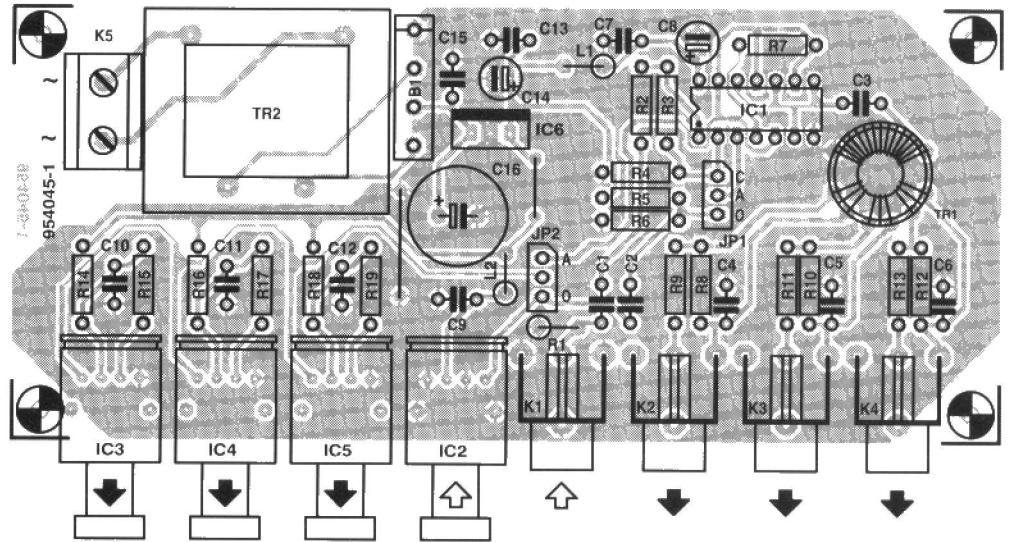 K5
~
~
954045-1
954045-1
TR2
B1
C15
C13
C14
IC6
C16
L1
C7
C8
R7
R2
R3
IC1
C3
R4
R5
R6
C
A
O
JP1
TR1
JP2
A
O
L2
C9
R14
C10
R15
R16
C11
R17
R18
C12
R19
C1
C2
R1
R9
R8
C4
R11
R10
C5
R13
R12
C6
IC3
IC4
IC5
IC2
K1
K2
K3
K4